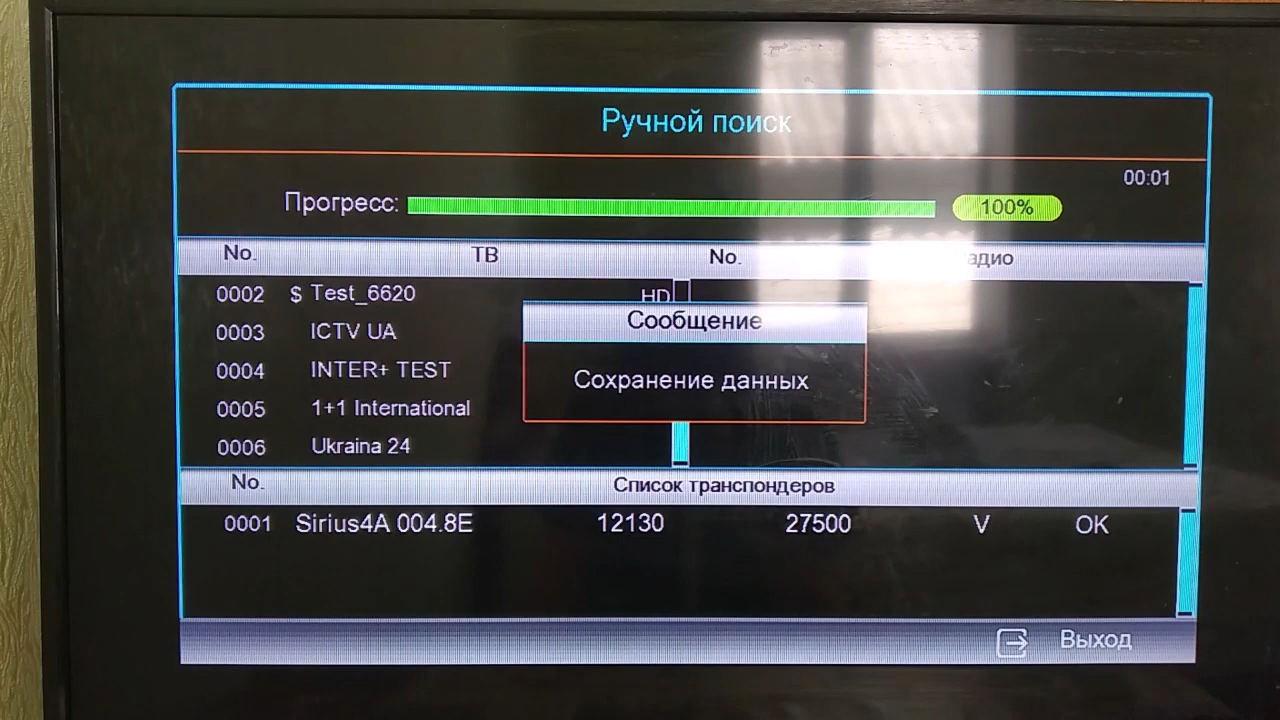 Ручной поиск
00:01
Прогресс: 100%
No. ТВ No. адио
0002 $ Test_6620 HD
0003 ICTV UA
0004 INTER+ TEST
0005 1+1 International
0006 Ukraina 24
Сообщение
Сохранение данных
No. Список транспондеров
0001 Sirius4A 004.8E 12130 27500 V OK
Выход